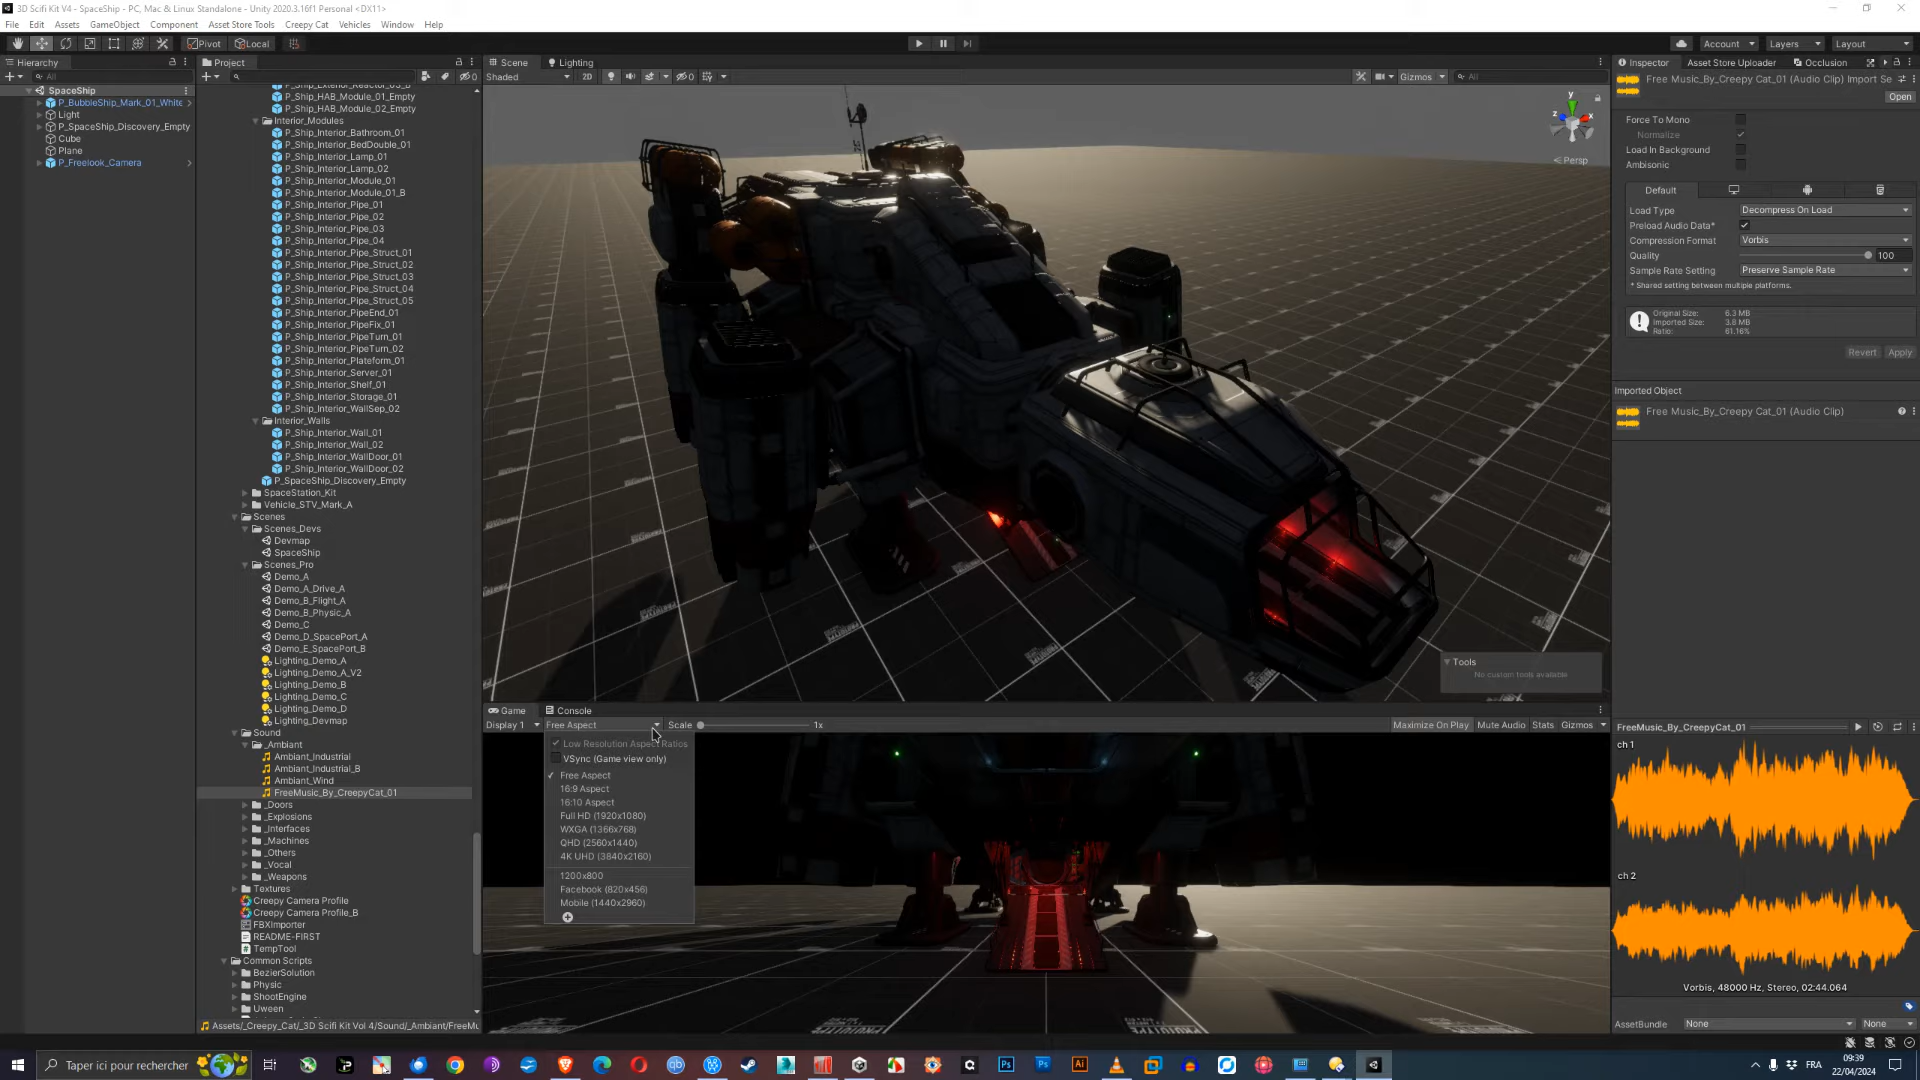 3D Scifi Kit V4 - SpaceShip - PC, Mac & Linux Standalone - Unity 2020.3.16f1 Personal <DX11>
File Edit Assets GameObject Component Asset Store Tools Creepy Cat Vehicles Window Help
Pivot Local Account Layers Layout
Hierarchy
All
SpaceShip
P_BubbleShip_Mark_01_White
Light
P_SpaceShip_Discovery_Empty
Cube
Plane
P_Freelook_Camera
Project
0
P_Ship_HAB_Module_01_Empty
P_Ship_HAB_Module_02_Empty
Interior_Modules
P_Ship_Interior_Bathroom_01
P_Ship_Interior_BedDouble_01
P_Ship_Interior_Lamp_01
P_Ship_Interior_Lamp_02
P_Ship_Interior_Module_01
P_Ship_Interior_Module_01_B
P_Ship_Interior_Pipe_01
P_Ship_Interior_Pipe_02
P_Ship_Interior_Pipe_03
P_Ship_Interior_Pipe_04
P_Ship_Interior_Pipe_Struct_01
P_Ship_Interior_Pipe_Struct_02
P_Ship_Interior_Pipe_Struct_03
P_Ship_Interior_Pipe_Struct_04
P_Ship_Interior_Pipe_Struct_05
P_Ship_Interior_PipeEnd_01
P_Ship_Interior_PipeFix_01
P_Ship_Interior_PipeTurn_01
P_Ship_Interior_PipeTurn_02
P_Ship_Interior_Plateform_01
P_Ship_Interior_Server_01
P_Ship_Interior_Shelf_01
P_Ship_Interior_Storage_01
P_Ship_Interior_WallSep_02
Interior_Walls
P_Ship_Interior_Wall_01
P_Ship_Interior_Wall_02
P_Ship_Interior_WallDoor_01
P_Ship_Interior_WallDoor_02
P_SpaceShip_Discovery_Empty
SpaceStation_Kit
Vehicle_STV_Mark_A
Scenes
Scenes_Devs
Devmap
SpaceShip
Scenes_Pro
Demo_A
Demo_A_Drive_A
Demo_B_Flight_A
Demo_B_Physic_A
Demo_C
Demo_D_SpacePort_A
Demo_E_SpacePort_B
Lighting_Demo_A
Lighting_Demo_A_V2
Lighting_Demo_B
Lighting_Demo_C
Lighting_Demo_D
Lighting_Devmap
Sound
_Ambiant
Ambiant_Industrial
Ambiant_Industrial_B
Ambiant_Wind
FreeMusic_By_CreepyCat_01
_Doors
_Explosions
_Interfaces
_Machines
_Others
_Vocal
_Weapons
Textures
Creepy Camera Profile
Creepy Camera Profile_B
FBXImporter
README-FIRST
TempTool
Common Scripts
BezierSolution
Physic
ShootEngine
Uween
Assets/_Creepy_Cat/_3D Scifi Kit Vol 4/Sound/_Ambiant/FreeMu
Scene Lighting
Shaded 2D 0 Gizmos All
y
x
z
Persp
Tools
No custom tools available
Game Console
Display 1 Free Aspect Scale 1x Maximize On Play Mute Audio Stats Gizmos
Low Resolution Aspect Ratios
VSync (Game view only)
Free Aspect
16:9 Aspect
16:10 Aspect
Full HD (1920x1080)
WXGA (1366x768)
QHD (2560x1440)
4K UHD (3840x2160)
1200x800
Facebook (820x456)
Mobile (1440x2960)
Inspector Asset Store Uploader Occlusion
Free Music_By_Creepy Cat_01 (Audio Clip) Import Se
Open
Force To Mono
Normalize
Load In Background
Ambisonic
Default
Load Type Decompress On Load
Preload Audio Data*
Compression Format Vorbis
Quality 100
Sample Rate Setting Preserve Sample Rate
* Shared setting between multiple platforms.
Original Size: 6.3 MB
Imported Size: 3.8 MB
Ratio: 61.16%
Revert Apply
Imported Object
Free Music_By_Creepy Cat_01 (Audio Clip)
FreeMusic_By_CreepyCat_01
ch 1
ch 2
Vorbis, 48000 Hz, Stereo, 02:44.064
AssetBundle None None
Taper ici pour rechercher
FRA
09:39
22/04/2024